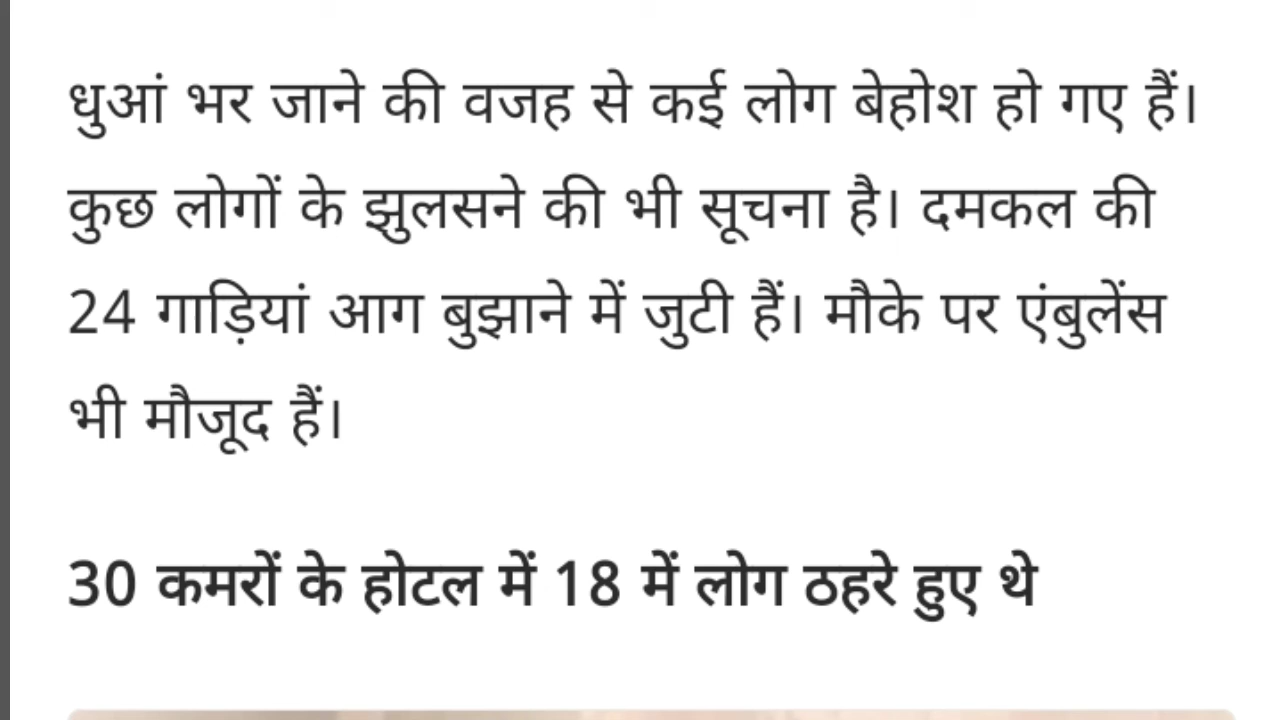 धुआं भर जाने की वजह से कई लोग बेहोश हो गए हैं।
कुछ लोगों के झुलसने की भी सूचना है। दमकल की
24 गाड़ियां आग बुझाने में जुटी हैं। मौके पर एंबुलेंस
भी मौजूद हैं।
30 कमरों के होटल में 18 में लोग ठहरे हुए थे